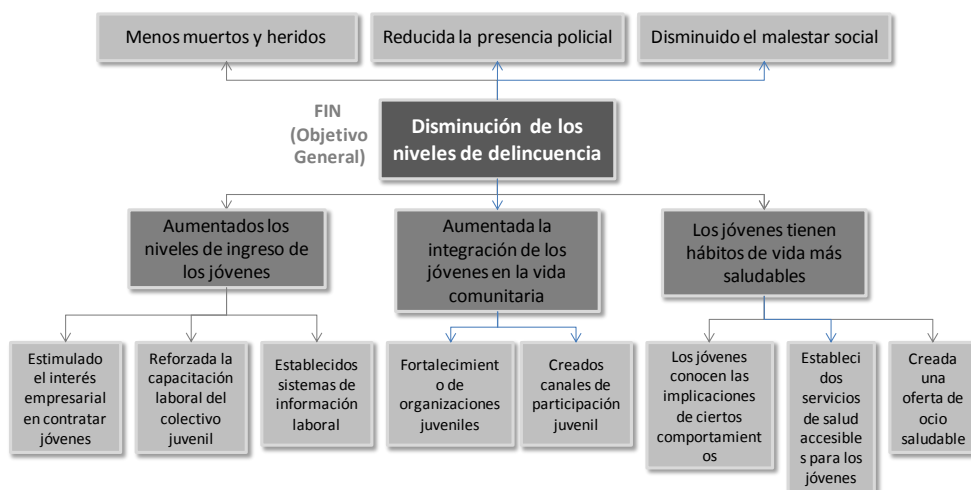 Menos muertos y heridos
Reducida la presencia policial
Disminuido el malestar social
FIN
(Objetivo
General)
Disminución de los
niveles de delincuencia
Aumentados los
niveles de ingreso de
los jóvenes
Aumentada la
integración de los
jóvenes en la vida
comunitaria
Los jóvenes tienen
hábitos de vida más
saludables
Estimulado
el interés
empresarial
en contratar
jóvenes
Reforzada la
capacitación
laboral del
colectivo
juvenil
Establecidos
sistemas de
información
laboral
Fortalecimient
o de
organizaciones
juveniles
Creados
canales de
participación
juvenil
Los jóvenes
conocen las
implicaciones
de ciertos
comportamient
os
Estableci
dos
servicios
de salud
accesible
s para los
jóvenes
Creada
una
oferta de
ocio
saludable